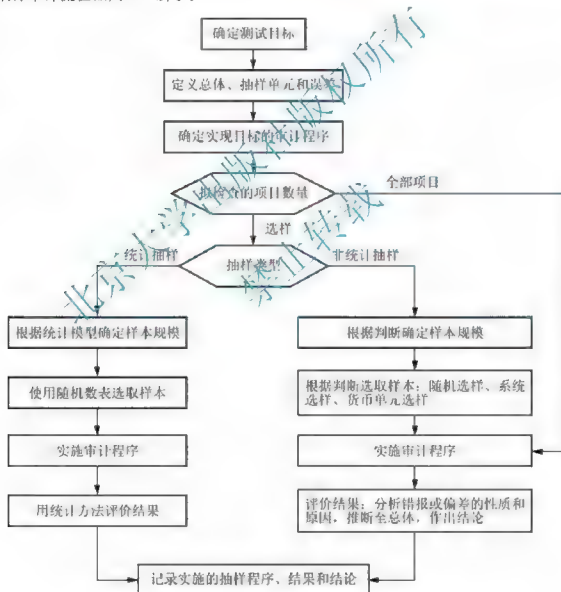 确定测试目标
定义总体、抽样单元和误差
确定实现目标的审计程序
拟检查的项目数量
全部项目
选样
统计抽样
抽样类型
非统计抽样
根据统计模型确定样本规模
根据判断确定样本规模
使用随机数表选取样本
根据判断选取样本：随机选样、系统
选样、货币单元选样
实施审计程序
实施审计程序
用统计方法评价结果
评价结果：分析错报或偏差的性质和
原因，推断至总体，作出结论
记录实施的抽样程序、结果和结论
北京大学出版社版权所有
禁止转载